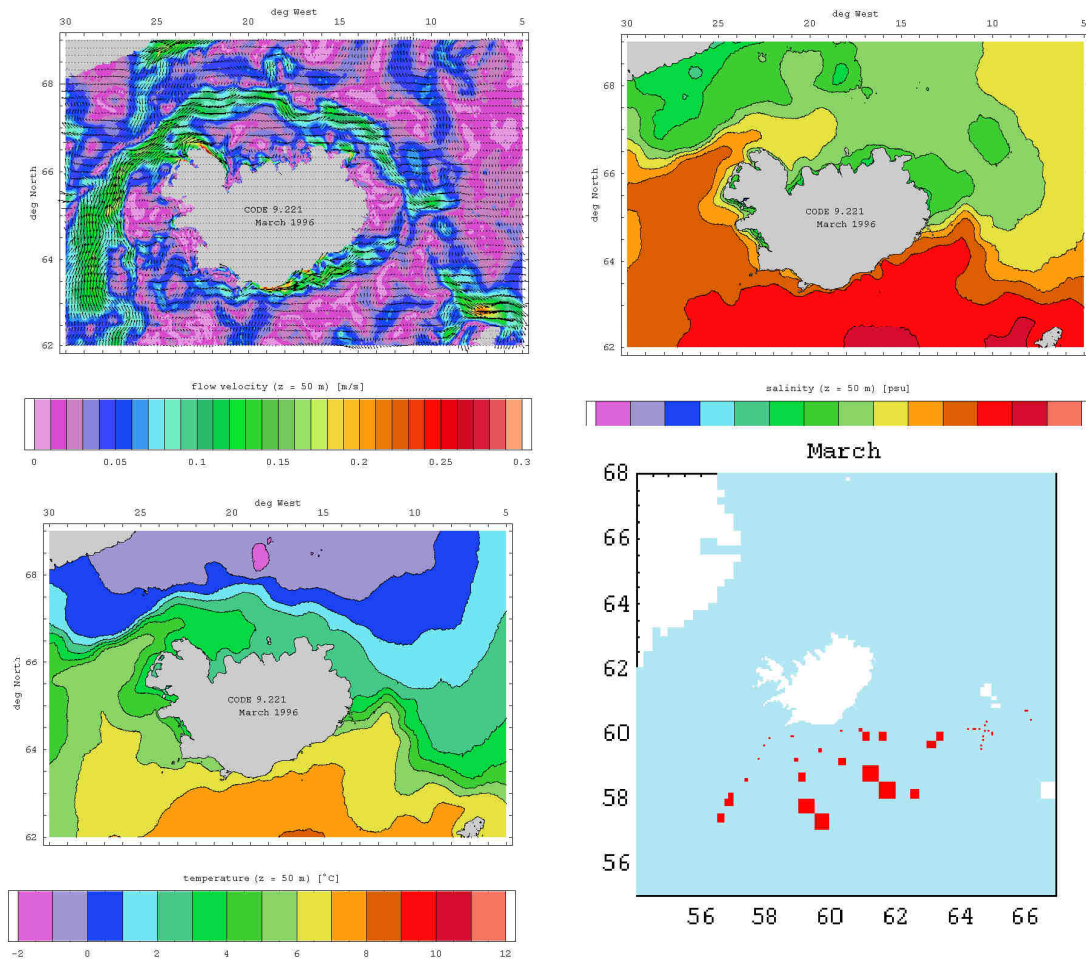 deg West
30 25 20 15 10 5
deg North
68
66
64
62
CODE 9.221
March 1996
flow velocity (z = 50 m) [m/s]
0 0.05 0.1 0.15 0.2 0.25 0.3
deg West
30 25 20 15 10 5
deg North
68
66
64
62
CODE 9.221
March 1996
salinity (z = 50 m) [psu]
deg West
30 25 20 15 10 5
deg North
68
66
64
62
CODE 9.221
March 1996
temperature (z = 50 m) [°C]
-2 0 2 4 6 8 10 12
March
68
66
64
62
60
58
56
56 58 60 62 64 66